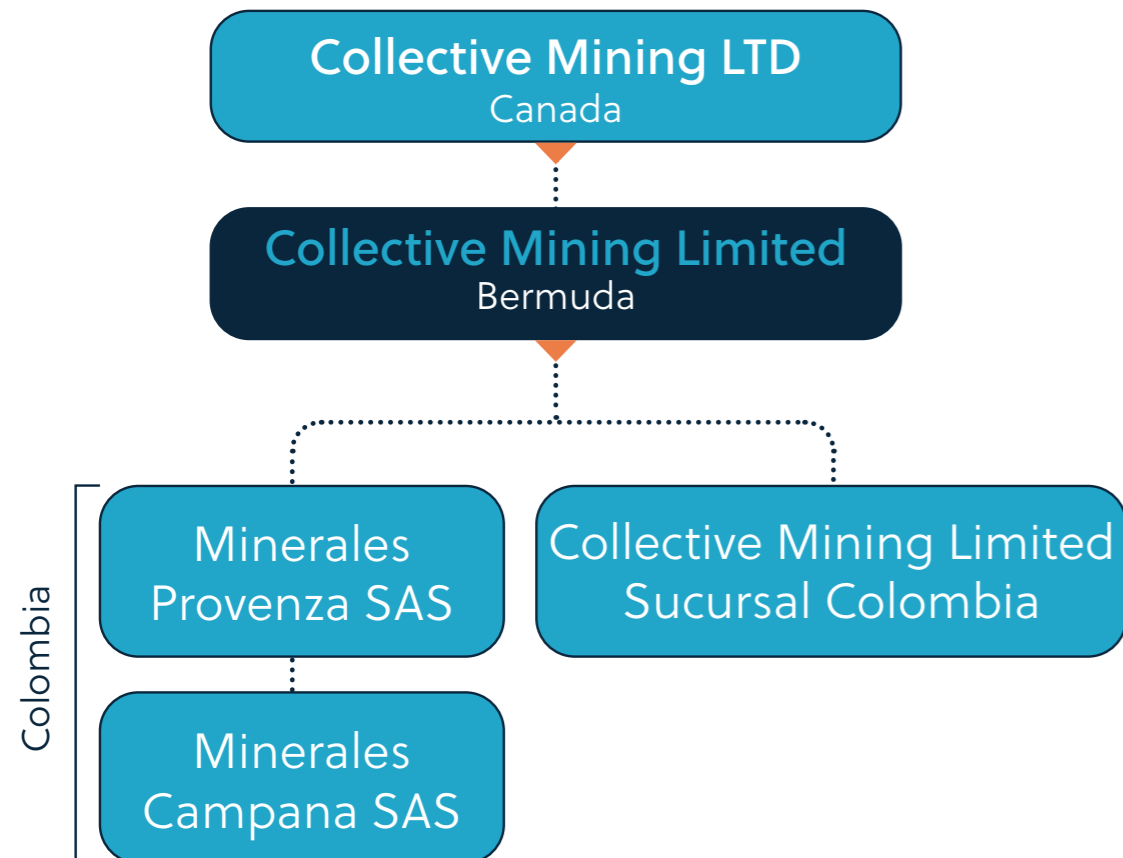 Collective Mining LTD
Canada
Collective Mining Limited
Bermuda
Colombia
Minerales
Provenza SAS
Collective Mining Limited
Sucursal Colombia
Minerales
Campana SAS